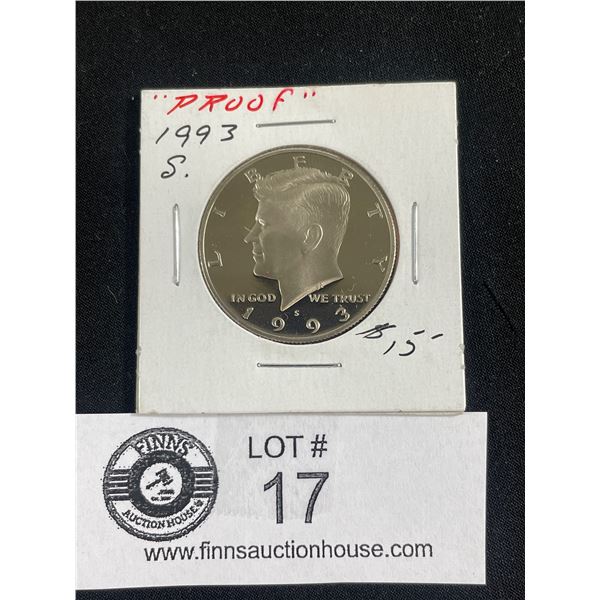 "PROOF"
1993
S.
LIBERTY
IN GOD WE TRUST
S
1993
$15-
FINNS
AUCTION HOUSE
LOT #
17
www.finnsauctionhouse.com